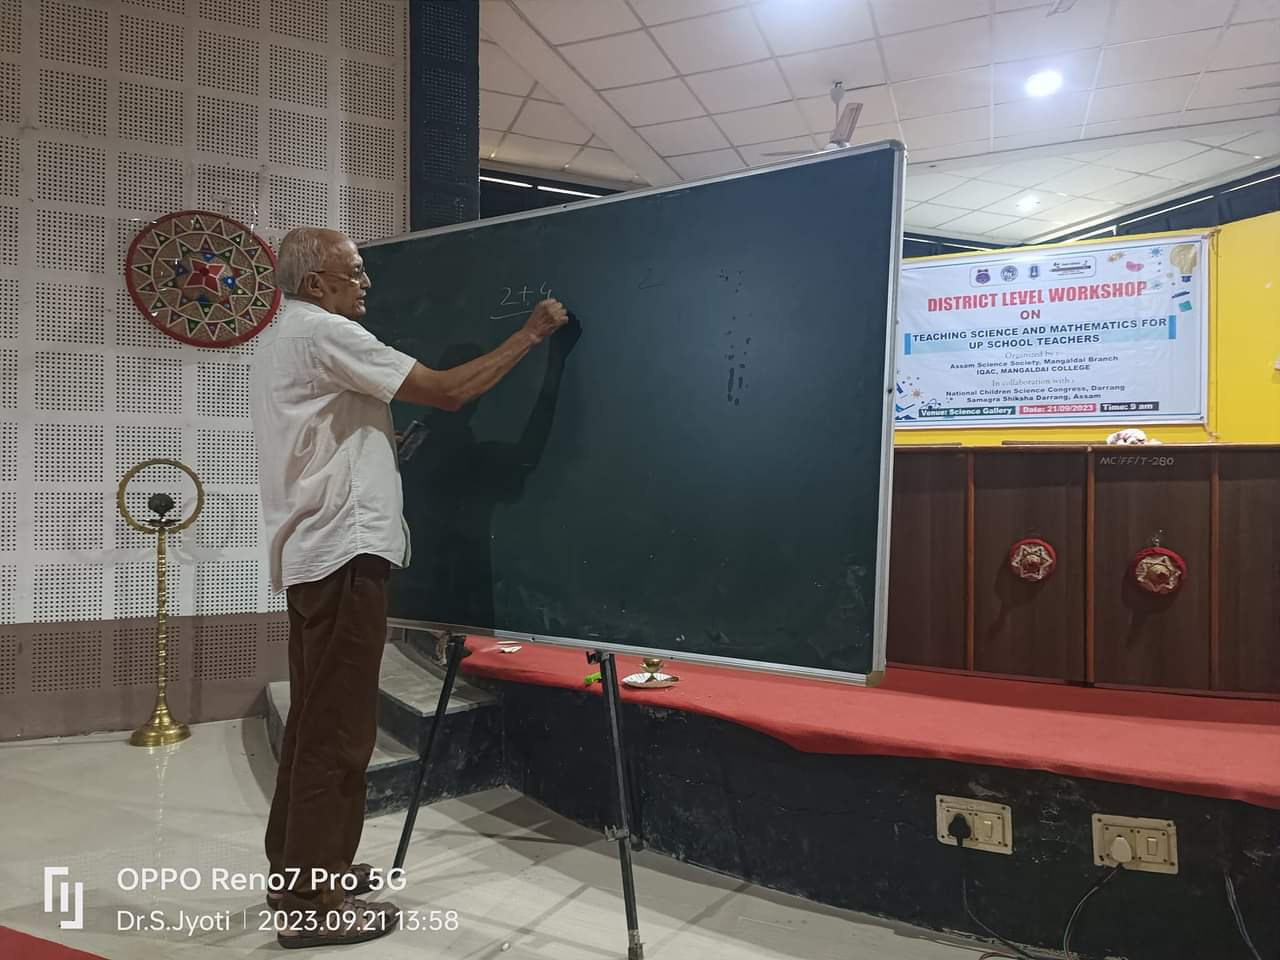 2+4
2
DISTRICT LEVEL WORKSHOP
ON
TEACHING SCIENCE AND MATHEMATICS FOR
UP SCHOOL TEACHERS
Organized by :
Assam Science Society, Mangaldai Branch
IQAC, MANGALDAI COLLEGE
In collaboration with :
National Children Science Congress, Darrang
Samagra Shiksha Darrang, Assam
Venue: Science Gallery Date: 21/09/2023 Time: 9 am
MC/FF/T-280
OPPO Reno7 Pro 5G
Dr.S.Jyoti | 2023.09.21 13:58